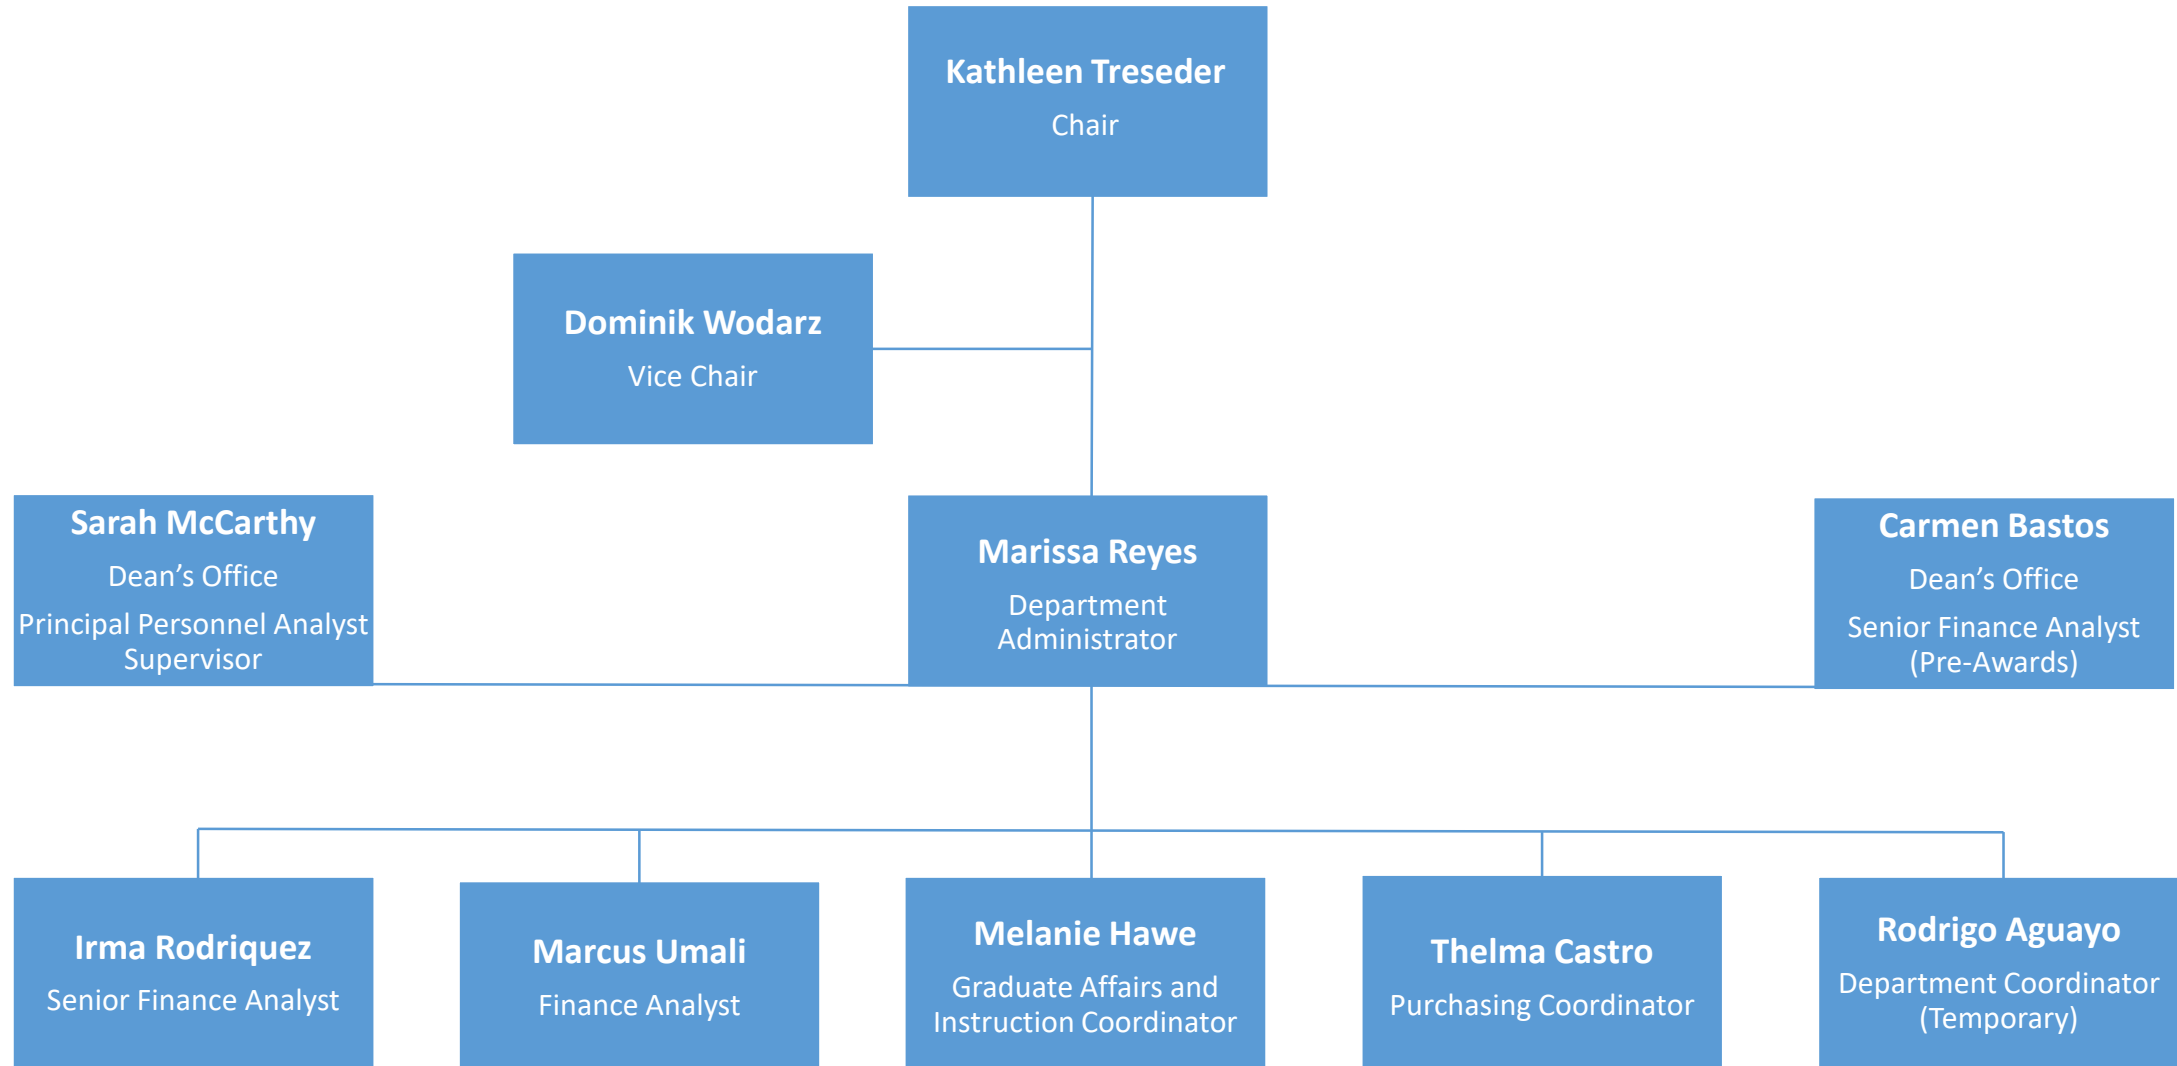 Kathleen Treseder
Chair
Dominik Wodarz
Vice Chair
Sarah McCarthy
Dean’s Office
Principal Personnel Analyst
Supervisor
Marissa Reyes
Department
Administrator
Carmen Bastos
Dean’s Office
Senior Finance Analyst
(Pre-Awards)
Irma Rodriquez
Senior Finance Analyst
Marcus Umali
Finance Analyst
Melanie Hawe
Graduate Affairs and
Instruction Coordinator
Thelma Castro
Purchasing Coordinator
Rodrigo Aguayo
Department Coordinator
(Temporary)